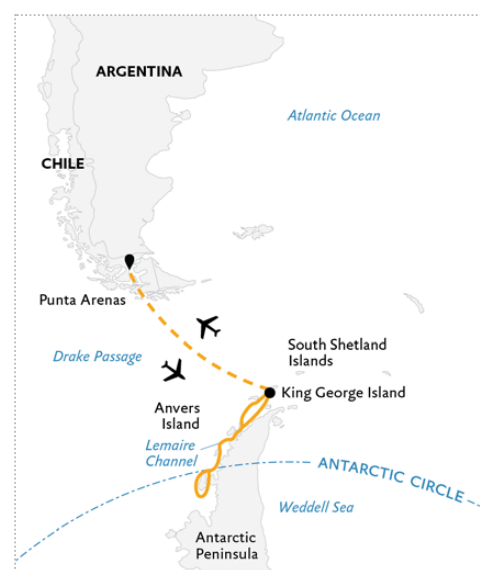 ARGENTINA
Atlantic Ocean
CHILE
Punta Arenas
Drake Passage
South Shetland
Islands
King George Island
Anvers
Island
Lemaire
Channel
ANTARCTIC CIRCLE
Weddell Sea
Antarctic
Peninsula